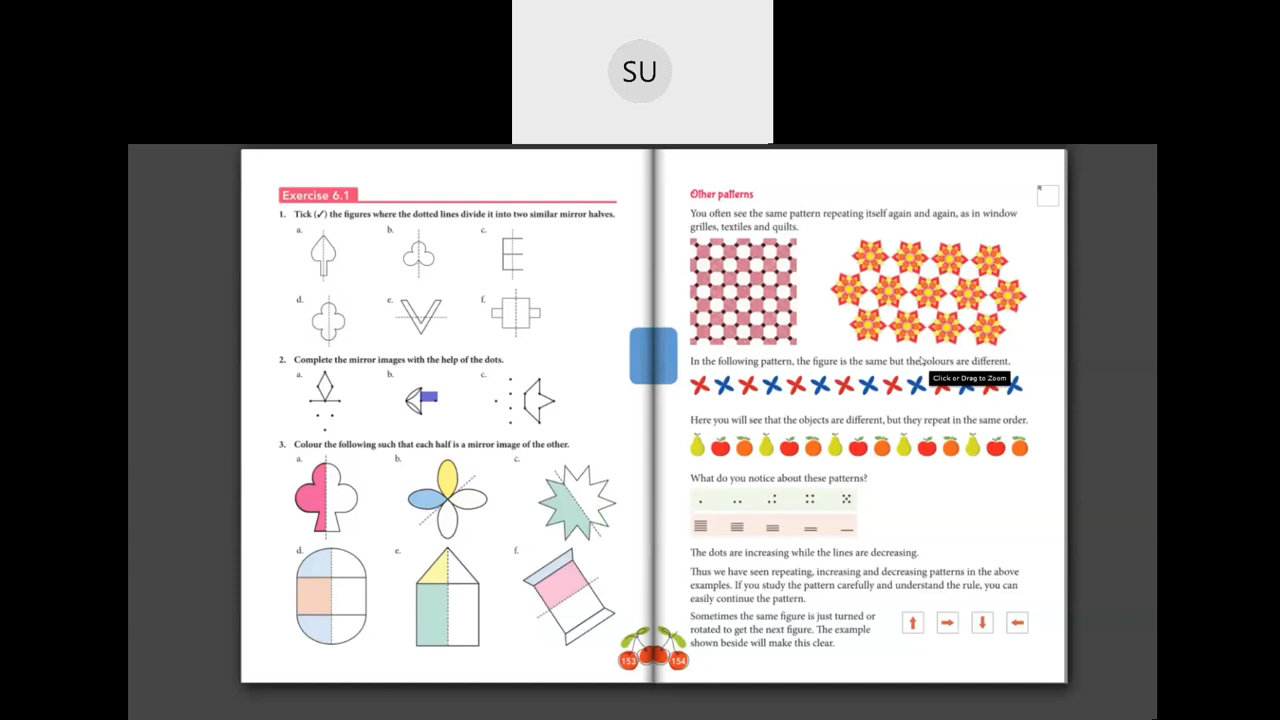 SU
Exercise 6.1
1. Tick (✓) the figures where the dotted lines divide it into two similar mirror halves.
a. b. c.
d. e. f.
2. Complete the mirror images with the help of the dots.
a. b. c.
3. Colour the following such that each half is a mirror image of the other.
a. b. c.
d. e. f.
153
Other patterns
You often see the same pattern repeating itself again and again, as in window
grilles, textiles and quilts.
In the following pattern, the figure is the same but the colours are different.
Click or Drag to Zoom
Here you will see that the objects are different, but they repeat in the same order.
What do you notice about these patterns?
The dots are increasing while the lines are decreasing.
Thus we have seen repeating, increasing and decreasing patterns in the above
examples. If you study the pattern carefully and understand the rule, you can
easily continue the pattern.
Sometimes the same figure is just turned or
rotated to get the next figure. The example
shown beside will make this clear.
154